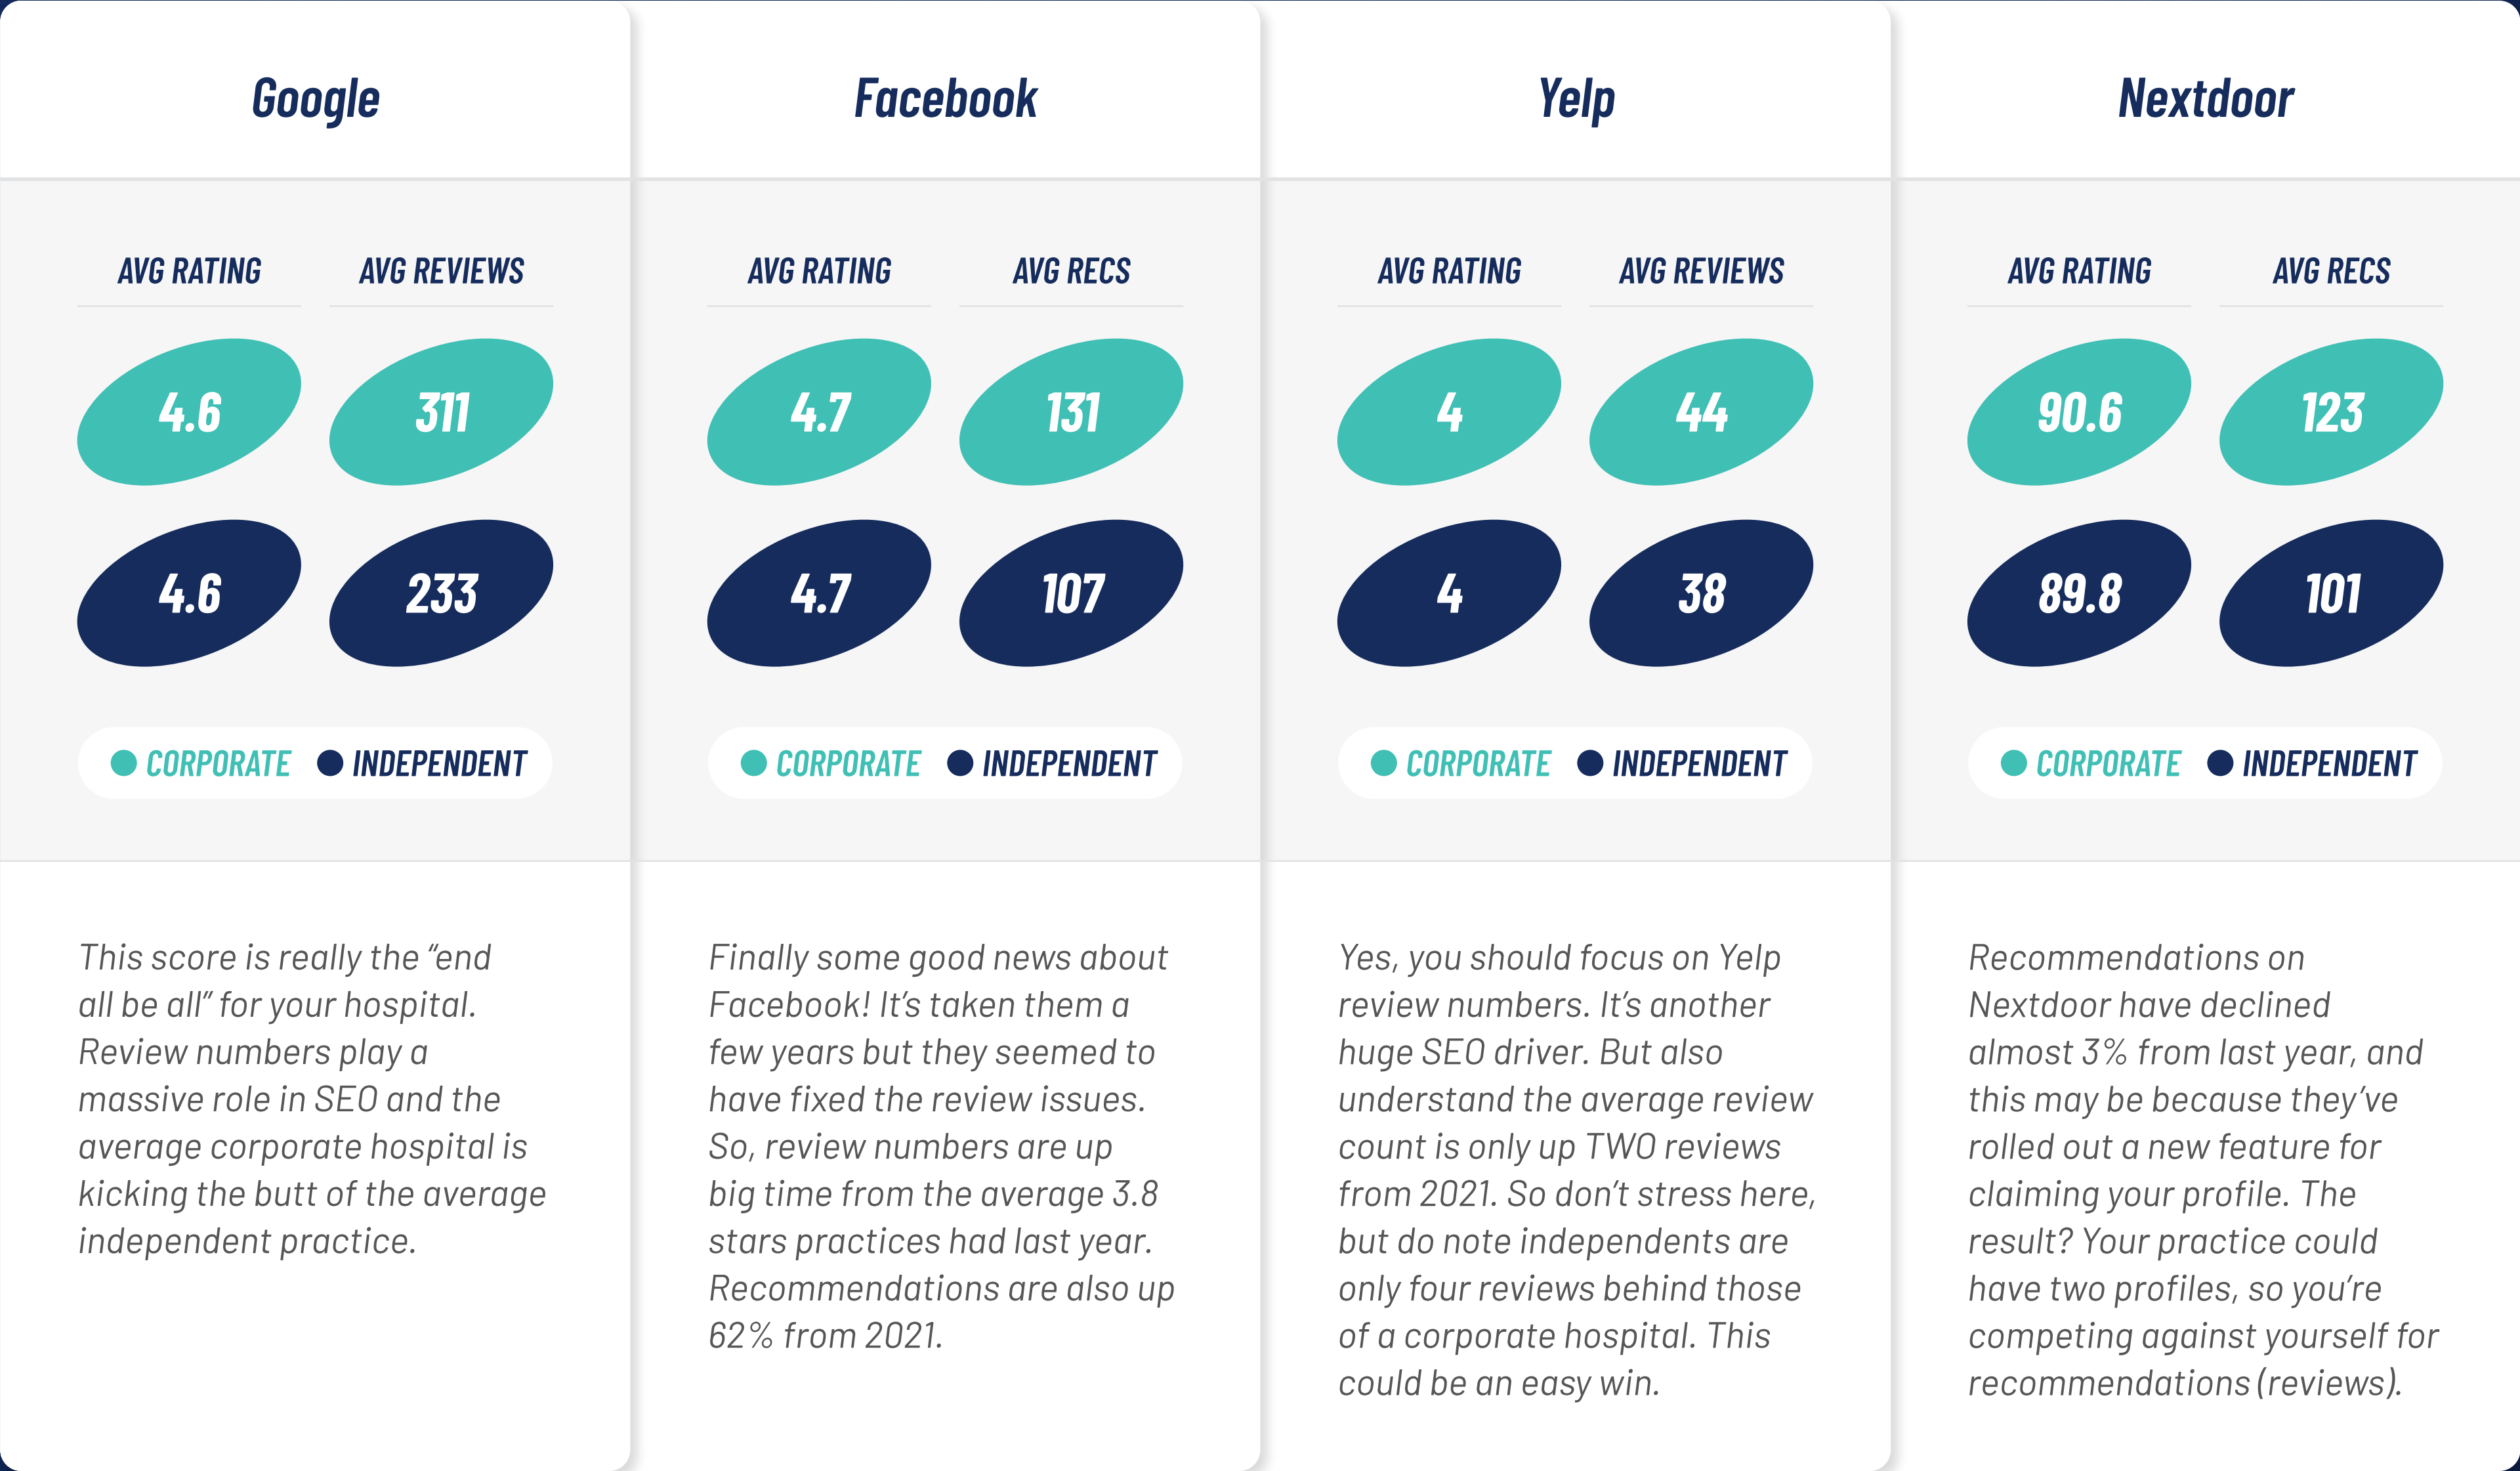 Google
AVG RATING
AVG REVIEWS
4.6
311
4.6
233
CORPORATE
INDEPENDENT
This score is really the “end
all be all” for your hospital.
Review numbers play a
massive role in SEO and the
average corporate hospital is
kicking the butt of the average
independent practice.
Facebook
AVG RATING
AVG RECS
4.7
131
4.7
107
CORPORATE
INDEPENDENT
Finally some good news about
Facebook! It’s taken them a
few years but they seemed to
have fixed the review issues.
So, review numbers are up
big time from the average 3.8
stars practices had last year.
Recommendations are also up
62% from 2021.
Yelp
AVG RATING
AVG REVIEWS
4
44
4
38
CORPORATE
INDEPENDENT
Yes, you should focus on Yelp
review numbers. It’s another
huge SEO driver. But also
understand the average review
count is only up TWO reviews
from 2021. So don’t stress here,
but do note independents are
only four reviews behind those
of a corporate hospital. This
could be an easy win.
Nextdoor
AVG RATING
AVG RECS
90.6
123
89.8
101
CORPORATE
INDEPENDENT
Recommendations on
Nextdoor have declined
almost 3% from last year, and
this may be because they’ve
rolled out a new feature for
claiming your profile. The
result? Your practice could
have two profiles, so you’re
competing against yourself for
recommendations (reviews).